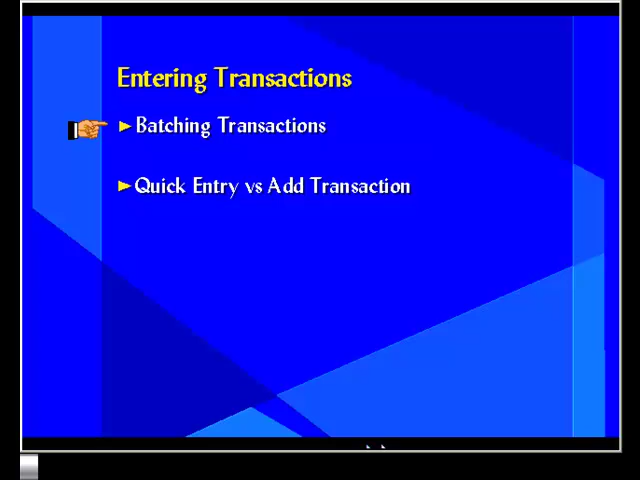 Entering Transactions
Batching Transactions
Quick Entry vs Add Transaction